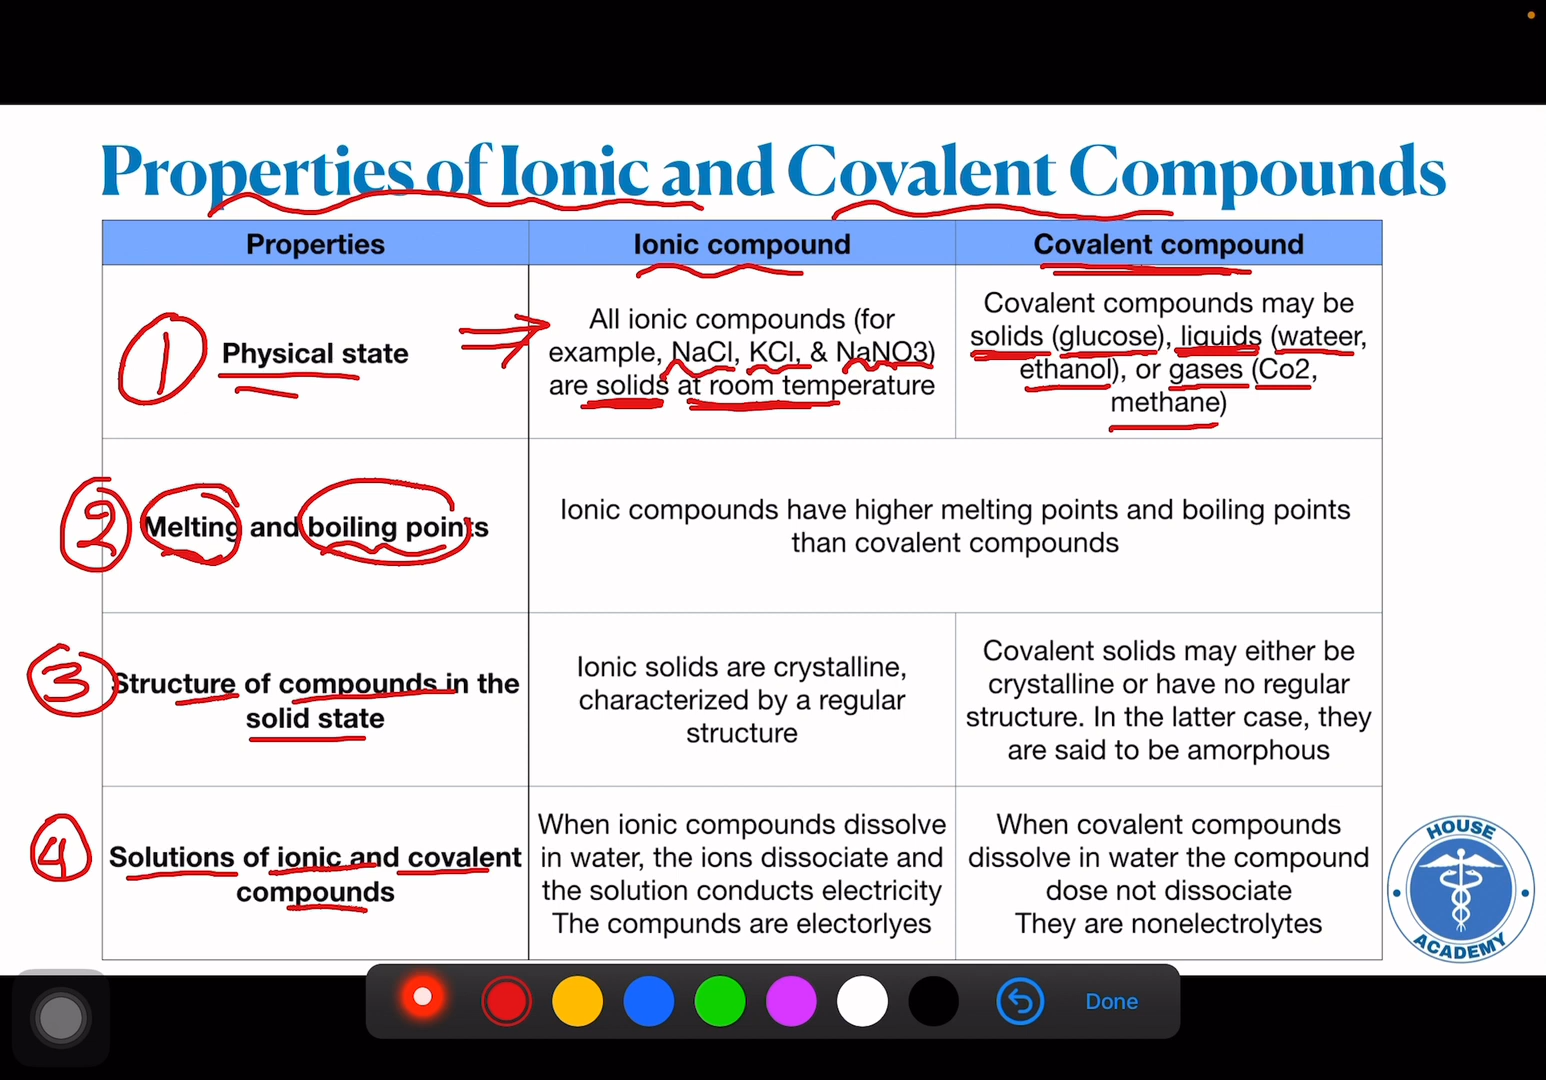 Properties of Ionic and Covalent Compounds
Properties
Ionic compound
Covalent compound
1
Physical state
All ionic compounds (for
example, NaCl, KCl, & NaNO3)
are solids at room temperature
Covalent compounds may be
solids (glucose), liquids (wateer,
ethanol), or gases (Co2,
methane)
2
Melting and boiling points
Ionic compounds have higher melting points and boiling points
than covalent compounds
3
Structure of compounds in the
solid state
Ionic solids are crystalline,
characterized by a regular
structure
Covalent solids may either be
crystalline or have no regular
structure. In the latter case, they
are said to be amorphous
4
Solutions of ionic and covalent
compounds
When ionic compounds dissolve
in water, the ions dissociate and
the solution conducts electricity
The compunds are electorlyes
When covalent compounds
dissolve in water the compound
dose not dissociate
They are nonelectrolytes
HOUSE
ACADEMY
Done